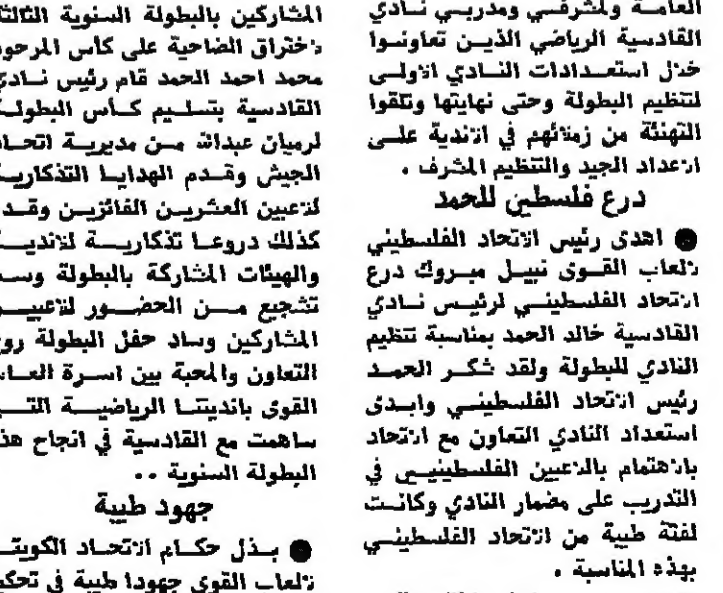 العامة ولمشرفي ومدربي نادي
القادسية الرياضي الذين تعاونوا
خلال استعدادات النادي الاولى
لتنظيم البطولة وحتى نهايتها وتلقوا
التهنئة من زملائهم في الاندية على
الاعداد الجيد والتنظيم المشرف .
درع فلسطين للحمد
● اهدى رئيس الاتحاد الفلسطيني
لالعاب القوى نبيل مبروك درع
الاتحاد الفلسطيني لرئيس نادي
القادسية خالد الحمد بمناسبة تنظيم
النادي للبطولة ولقد شكر الحمد
رئيس الاتحاد الفلسطيني وابدى
استعداد النادي التعاون مع الاتحاد
بالاهتمام باللاعبين الفلسطينيين في
التدريب على مضمار النادي وكانت
لفتة طيبة من الاتحاد الفلسطيني
بهذه المناسبة .
المشاركين بالبطولة السنوية الثالثة
لاختراق الضاحية على كأس المرحوم
محمد احمد الحمد قام رئيس نادي
القادسية بتسليم كأس البطولة
لرميان عبدالله من مديرية اتحاد
الجيش وقدم الهدايا التذكارية
للاعبين العشرين الفائزين وقدم
كذلك دروعا تذكارية للاندية
والهيئات المشاركة بالبطولة وسط
تشجيع من الحضور للاعبين
المشاركين وساد حفل البطولة روح
التعاون والمحبة بين اسرة العاب
القوى بانديتنا الرياضية التي
ساهمت مع القادسية في انجاح هذه
البطولة السنوية ..
جهود طيبة
● بذل حكام الاتحاد الكويتي
لالعاب القوى جهودا طيبة في تحكيم